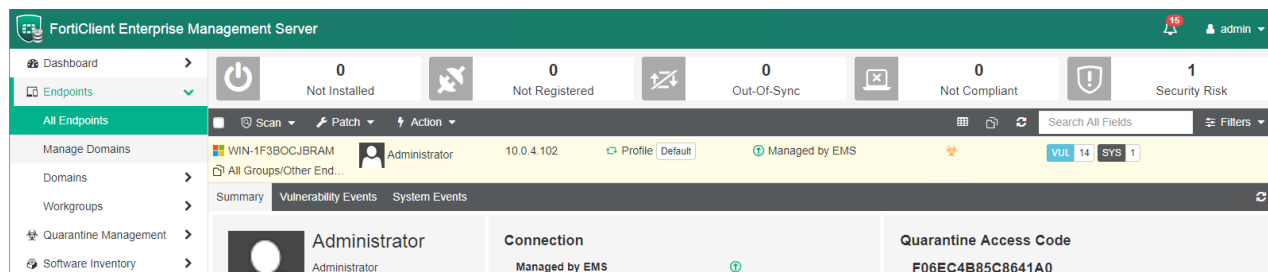 FortiClient Enterprise Management Server
15
admin
Dashboard
0
Not Installed
0
Not Registered
0
Out-Of-Sync
0
Not Compliant
1
Security Risk
Endpoints
All Endpoints
Scan Patch Action Search All Fields Filters
Manage Domains
WIN-1F3BOCJBRAM Administrator 10.0.4.102 Profile Default Managed by EMS VUL 14 SYS 1
All Groups/Other End...
Domains
Workgroups
Summary Vulnerability Events System Events
Quarantine Management
Software Inventory
Administrator
Administrator
Connection
Managed by EMS
Quarantine Access Code
F06EC4B85C8641A0